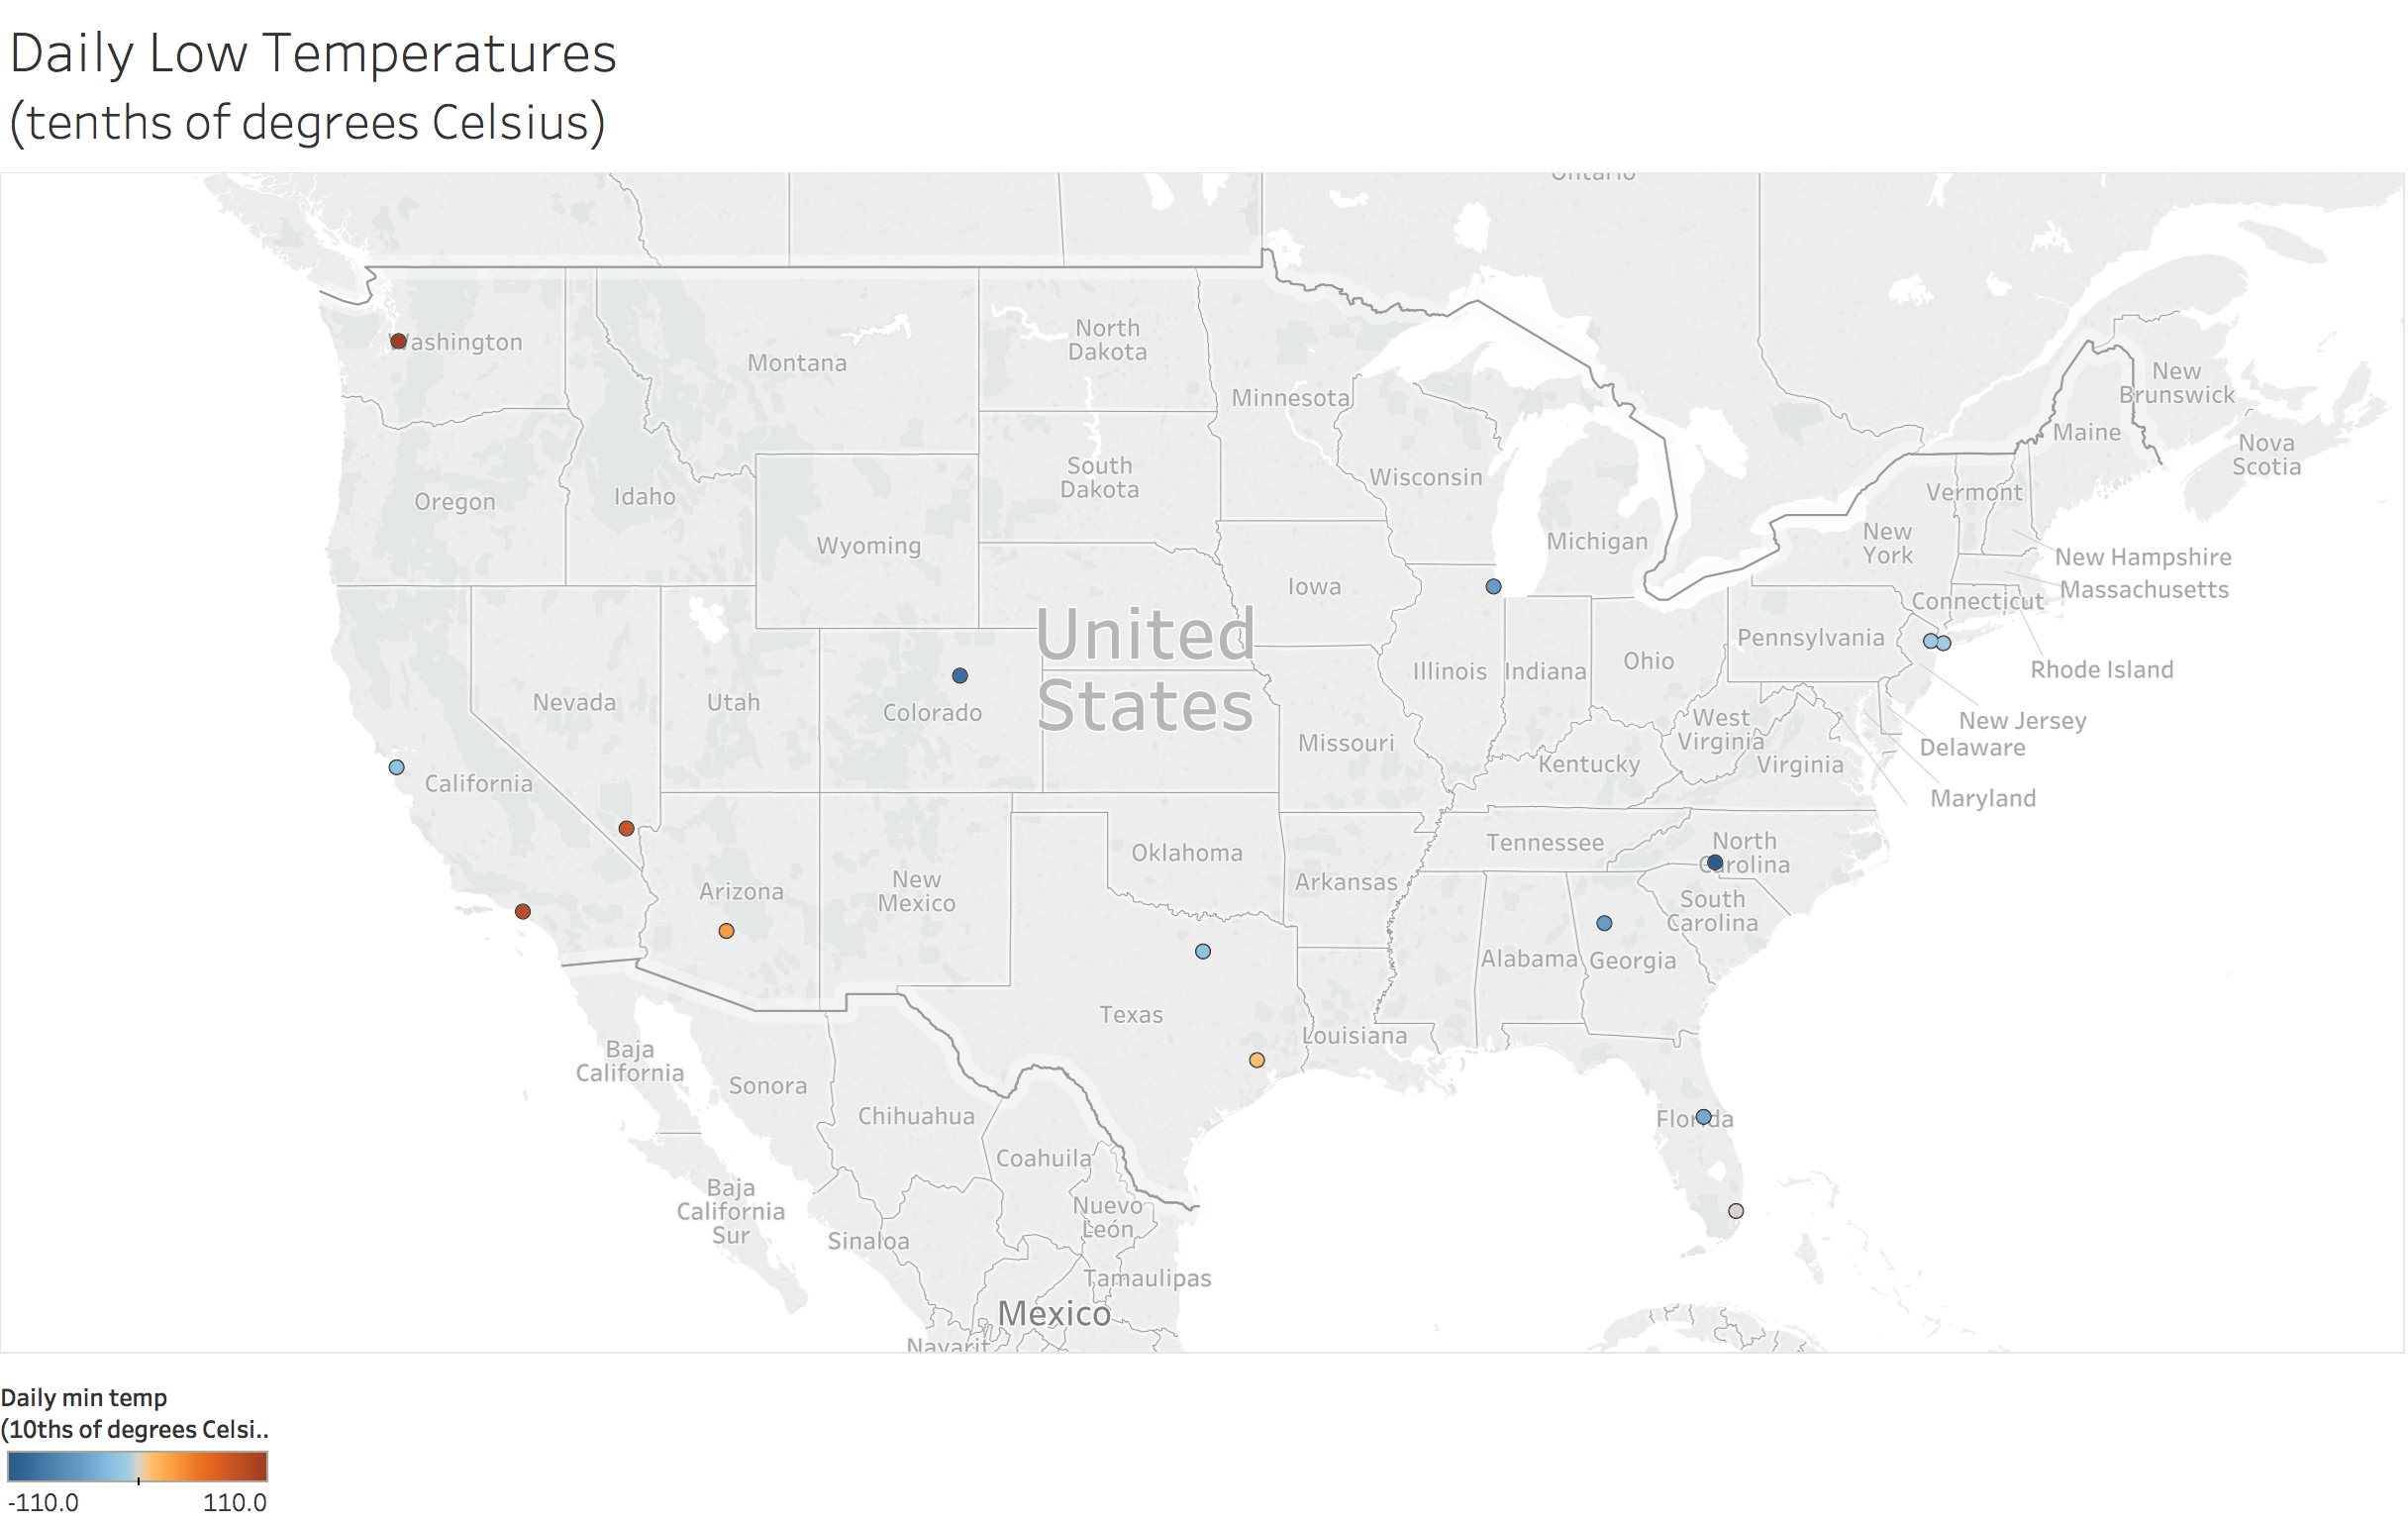 Daily Low Temperatures
(tenths of degrees Celsius)
Ontario
Washington
Montana
North
Dakota
Minnesota
New
Brunswick
Maine
Nova
Scotia
South
Dakota
Wisconsin
Oregon
Idaho
Vermont
Wyoming
Michigan
New
York
New Hampshire
Iowa
Massachusetts
Connecticut
United
States
Pennsylvania
Illinois
Indiana
Ohio
Rhode Island
Nevada
Utah
Colorado
West
Virginia
New Jersey
Missouri
Delaware
Kentucky
Virginia
California
Maryland
Tennessee
North
Carolina
Oklahoma
Arizona
New
Mexico
Arkansas
South
Carolina
Alabama
Georgia
Texas
Louisiana
Baja
California
Sonora
Chihuahua
Florida
Coahuila
Baja
California
Sur
Nuevo
León
Sinaloa
Tamaulipas
Mexico
Nayarit
Daily min temp
(10ths of degrees Celsi..
-110.0 110.0